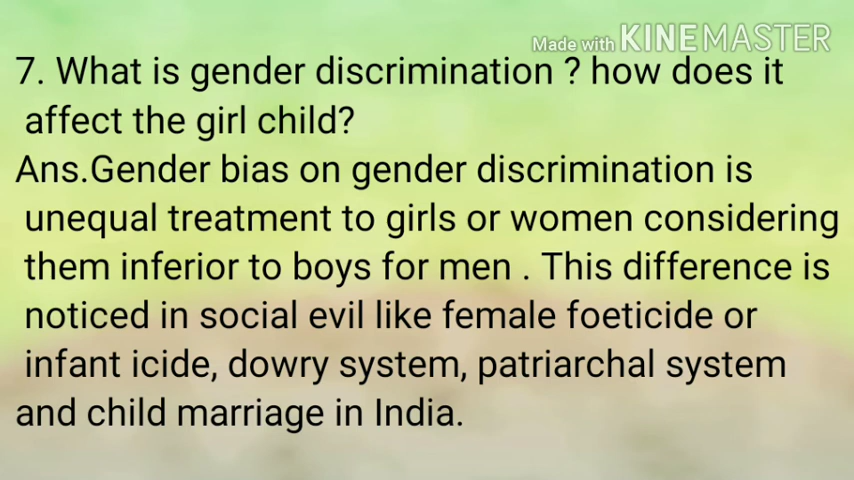 Made with KINEMASTER
7. What is gender discrimination ? how does it
affect the girl child?
Ans.Gender bias on gender discrimination is
unequal treatment to girls or women considering
them inferior to boys for men . This difference is
noticed in social evil like female foeticide or
infant icide, dowry system, patriarchal system
and child marriage in India.